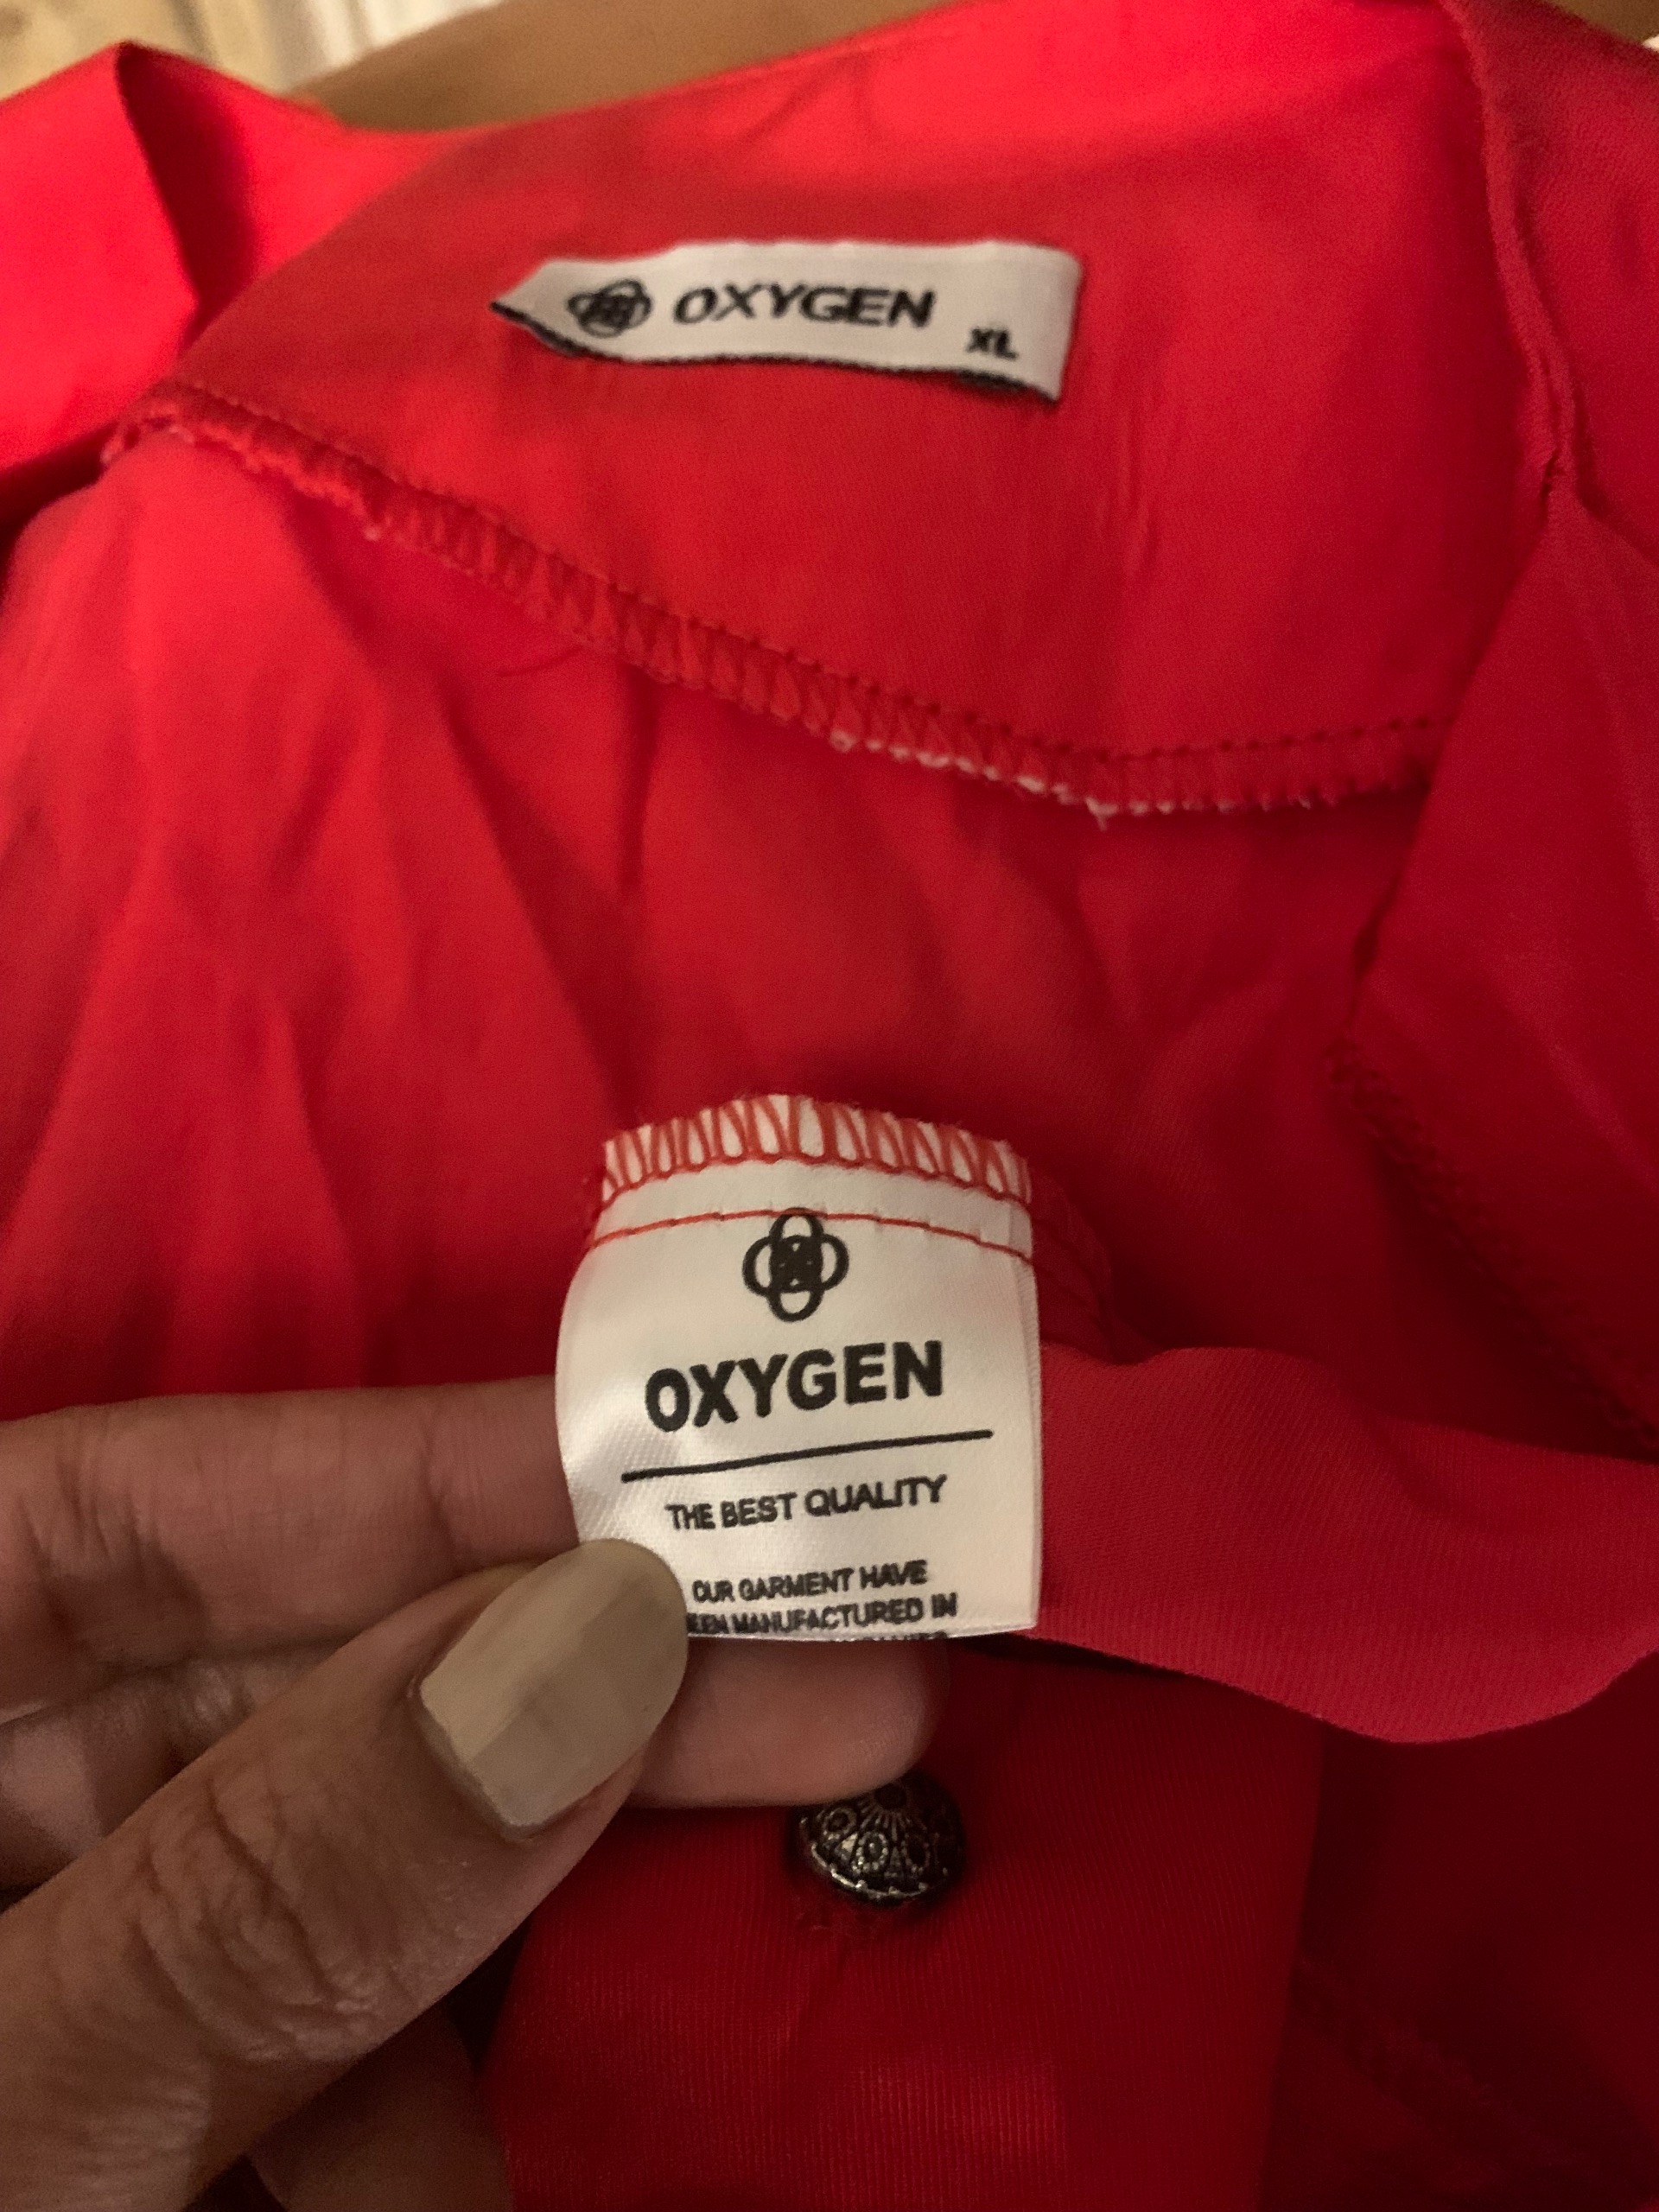 OXYGEN
XL
OXYGEN
THE BEST QUALITY
OUR GARMENT HAVE
MANUFACTURED IN